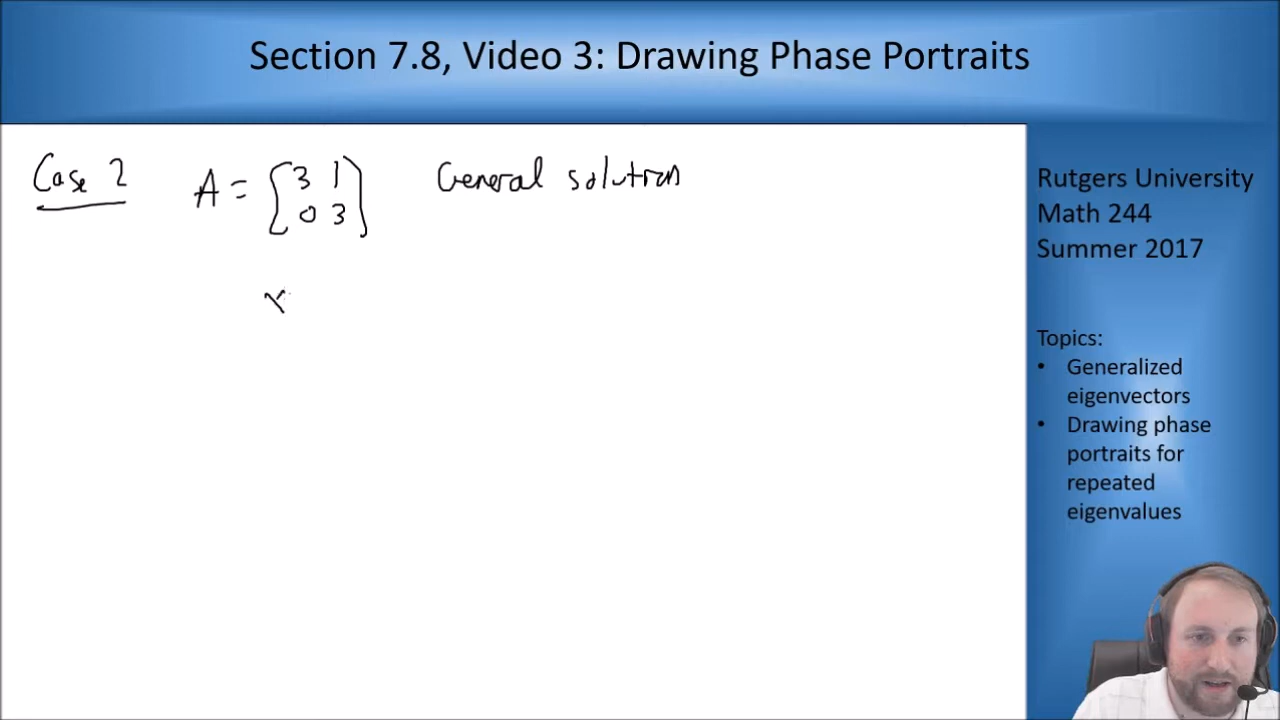 Section 7.8, Video 3: Drawing Phase Portraits
Case 2 A = [3 1 General solution
0 3]
x
Rutgers University
Math 244
Summer 2017
Topics:
• Generalized
eigenvectors
• Drawing phase
portraits for
repeated
eigenvalues